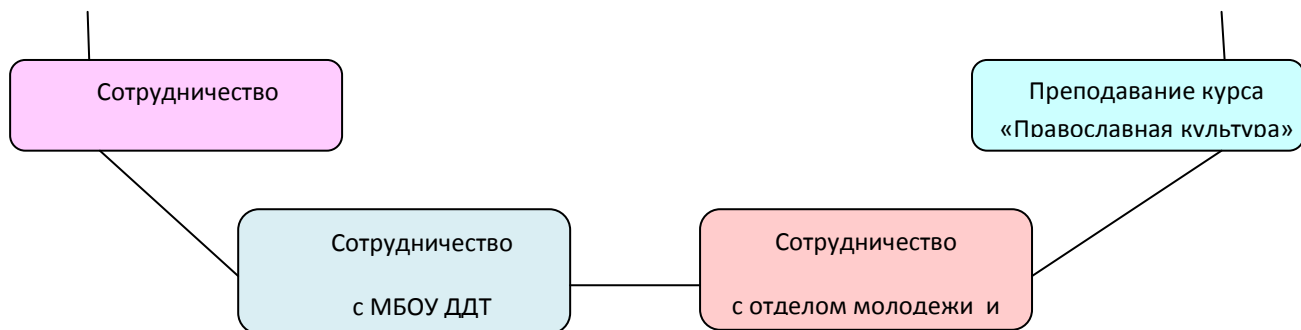 Сотрудничество
Преподавание курса
«Православная культура»
Сотрудничество
с МБОУ ДДТ
Сотрудничество
с отделом молодежи и